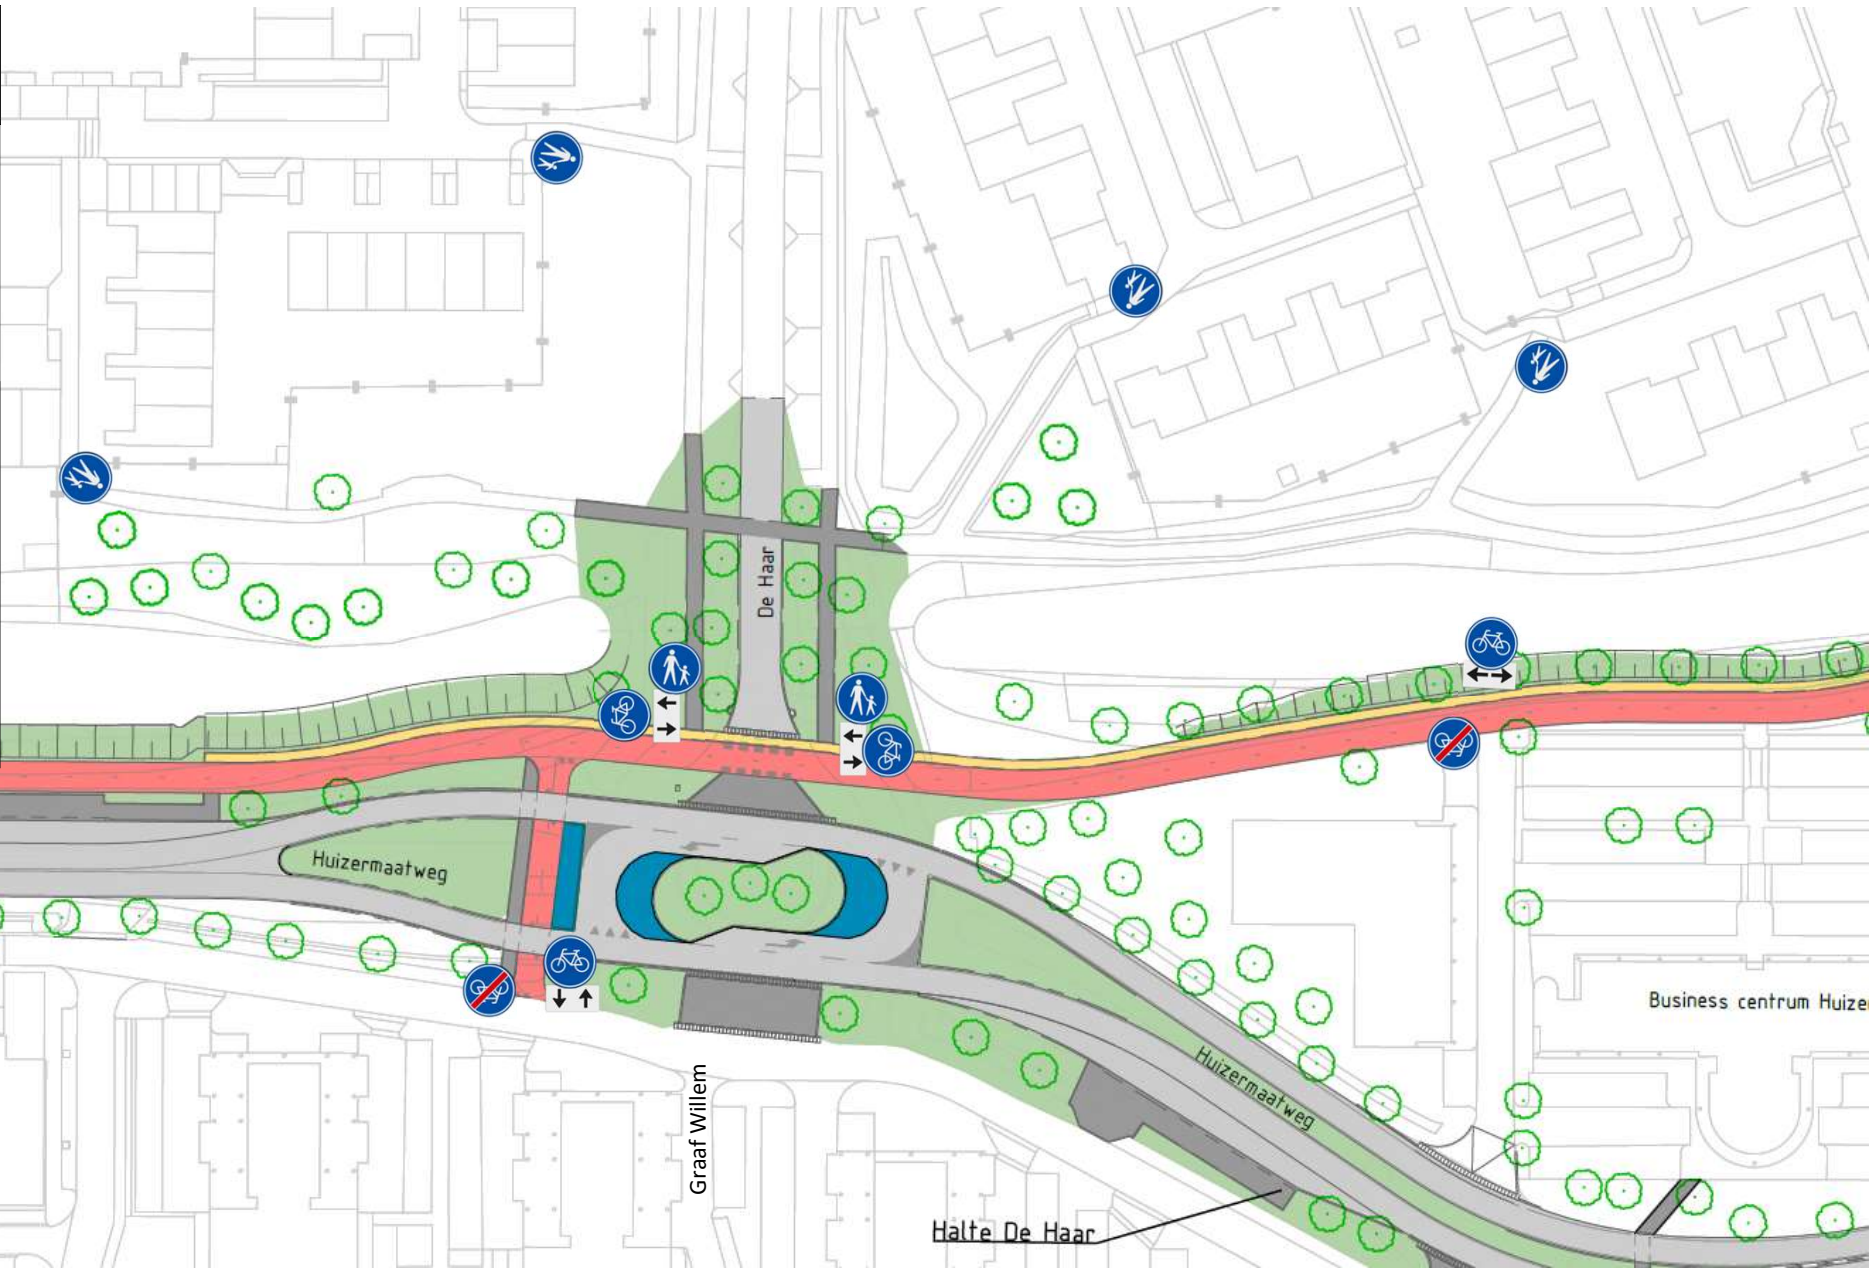 De Haar
Huizermaatweg
Business centrum Huize
Huizermaatweg
Graaf Willem
Halte De Haar